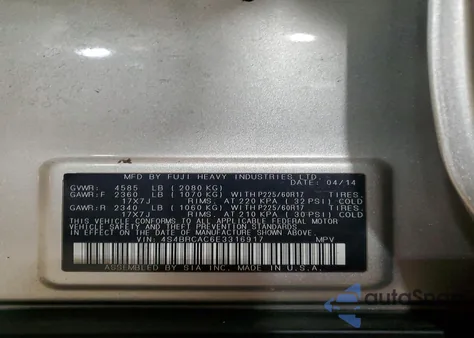 MFD BY FUJI HEAVY INDUSTRIES LTD.
DATE: 04/14
GVWR: 4585 LB (2080 KG)
GAWR:F 2360 LB (1070 KG) WITH P225/60R17
17X7J RIMS, AT 220 KPA (32 PSI) COLD
GAWR:R 2340 LB (1060 KG) WITH P225/60R17
17X7J RIMS, AT 210 KPA (30 PSI) COLD
THIS VEHICLE CONFORMS TO ALL APPLICABLE
FEDERAL MOTOR VEHICLE SAFETY, BUMPER,
AND THEFT PREVENTION STANDARDS IN EFFECT
ON THE DATE OF MANUFACTURE SHOWN ABOVE.
VIN: 4S4BRCAC6E3316917 MPV
ASSEMBLED BY SIA INC. IN U.S.A.